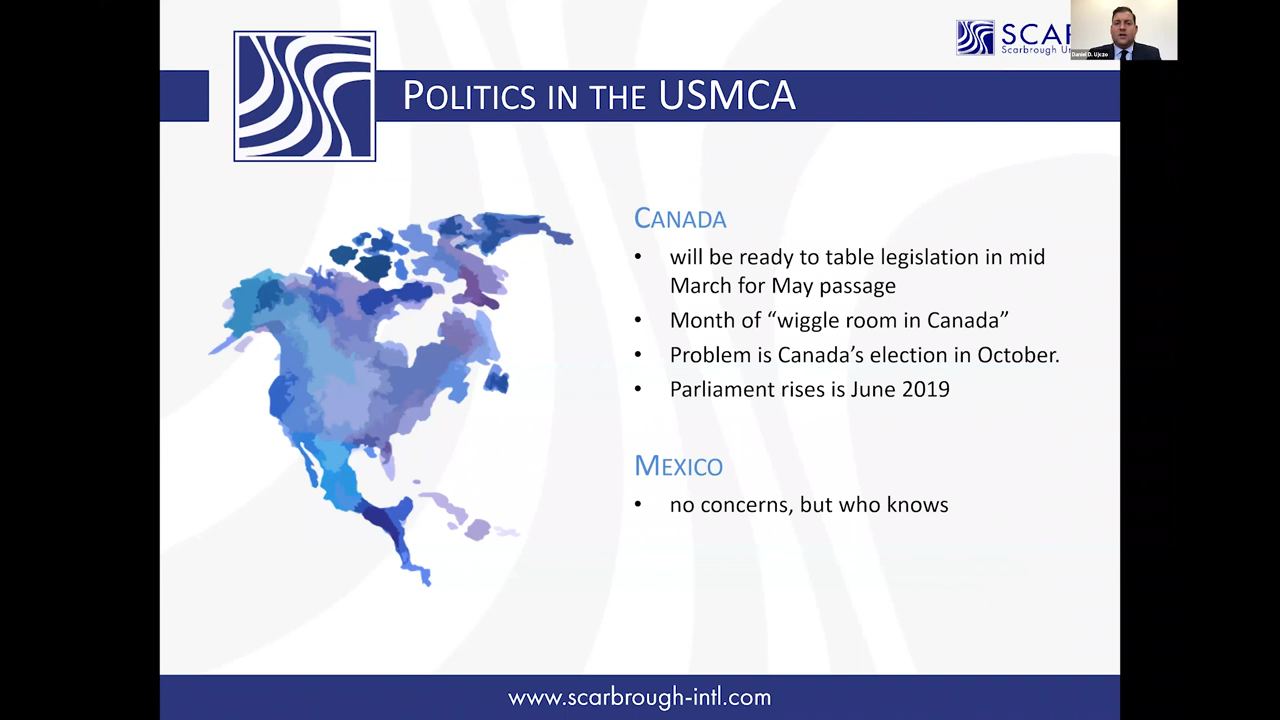 SCAR
Scarbrough U
Daniel D. Ujczo
POLITICS IN THE USMCA
CANADA
• will be ready to table legislation in mid
March for May passage
• Month of “wiggle room in Canada”
• Problem is Canada’s election in October.
• Parliament rises is June 2019
MEXICO
• no concerns, but who knows
www.scarbrough-intl.com